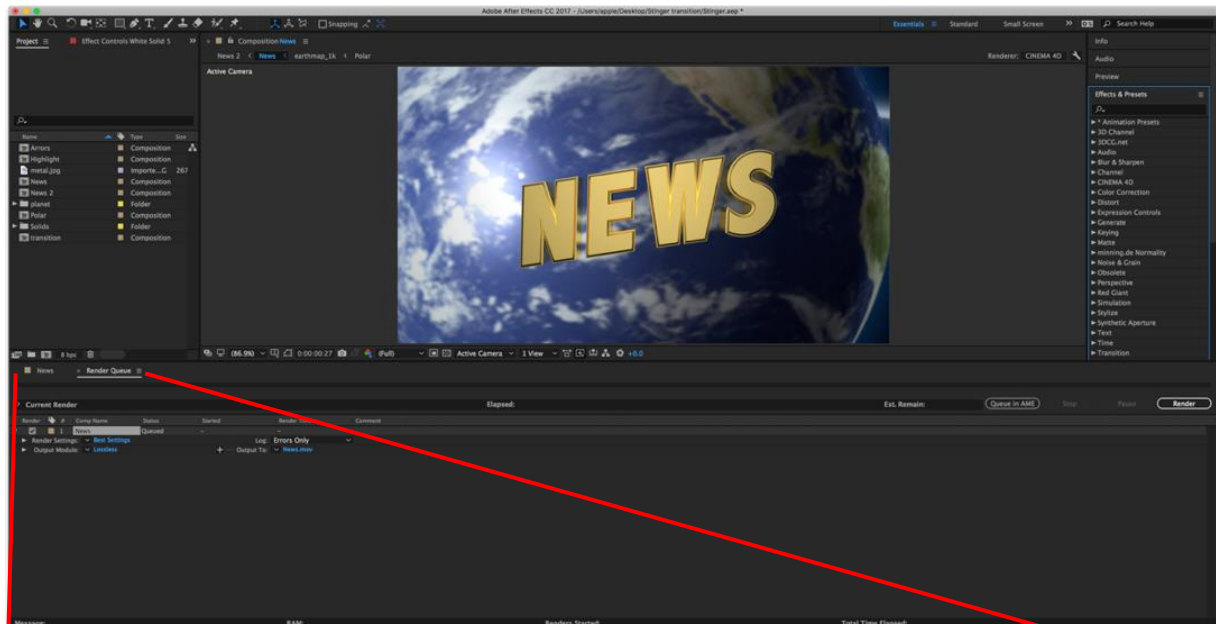 Adobe After Effects CC 2017 - /Users/apple/Desktop/Stinger transition/Stinger.aep *
Snapping
Essentials Standard Small Screen Search Help
Project Effect Controls White Solid 5
Composition News
News 2 News earthmap_1k Polar
Renderer: CINEMA 4D
Active Camera
Name Type Size
Arrors Composition
Highlight Composition
metal.jpg Importe...G 267
News Composition
News 2 Composition
planet Folder
Polar Composition
Solids Folder
transition Composition
8 bpc
NEWS
(86.9%) 0:00:00:27 (Full) Active Camera 1 View +0.0
Info
Audio
Preview
Effects & Presets
* Animation Presets
3D Channel
3DCG.net
Audio
Blur & Sharpen
Channel
CINEMA 4D
Color Correction
Distort
Expression Controls
Generate
Keying
Matte
minning.de Normality
Noise & Grain
Obsolete
Perspective
Red Giant
Simulation
Stylize
Synthetic Aperture
Text
Time
Transition
News Render Queue
Current Render Elapsed: Est. Remain: Queue in AME Stop Pause Render
Render # Comp Name Status Started Render Comment
1 News Queued - -
Render Settings: Best Settings Log: Errors Only
Output Module: Lossless Output To: News.mov
Message: RAM: Renders Started: Total Time Elapsed: